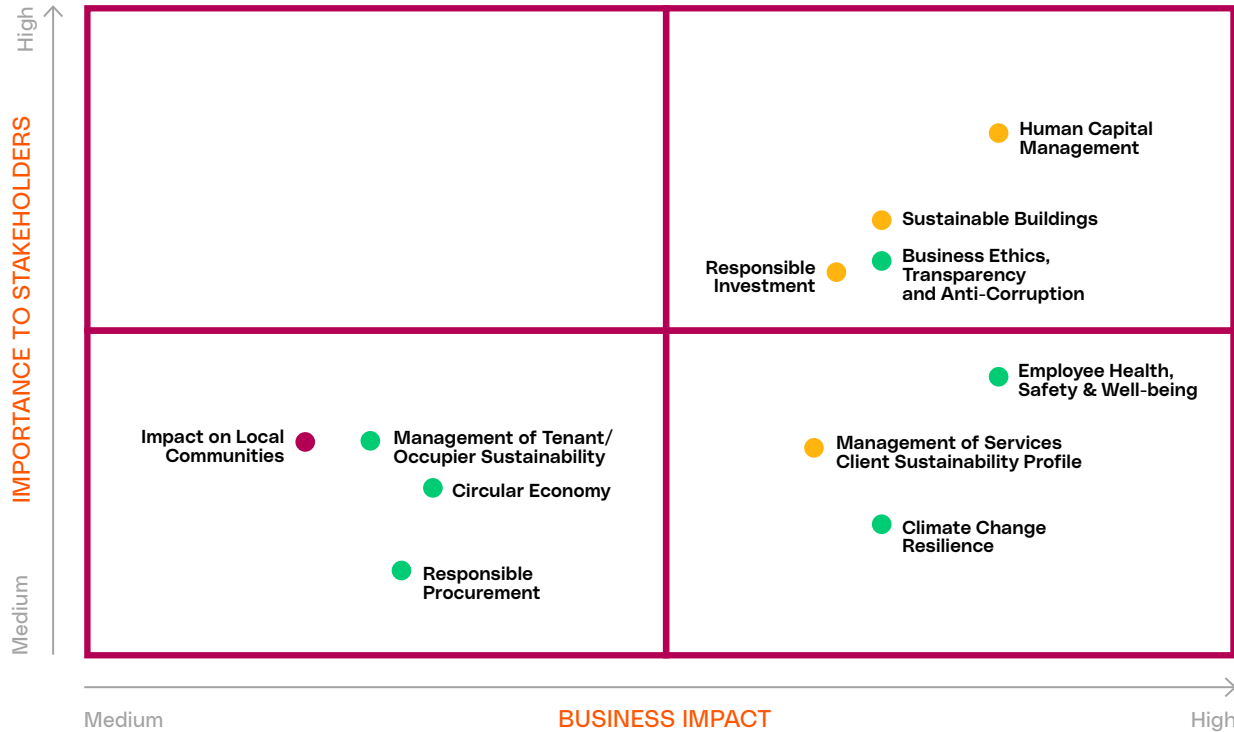 High
IMPORTANCE TO STAKEHOLDERS
Medium
Human Capital
Management
Sustainable Buildings
Business Ethics,
Transparency
and Anti-Corruption
Responsible
Investment
Employee Health,
Safety & Well-being
Impact on Local
Communities
Management of Tenant/
Occupier Sustainability
Management of Services
Client Sustainability Profile
Circular Economy
Climate Change
Resilience
Responsible
Procurement
Medium
BUSINESS IMPACT
High